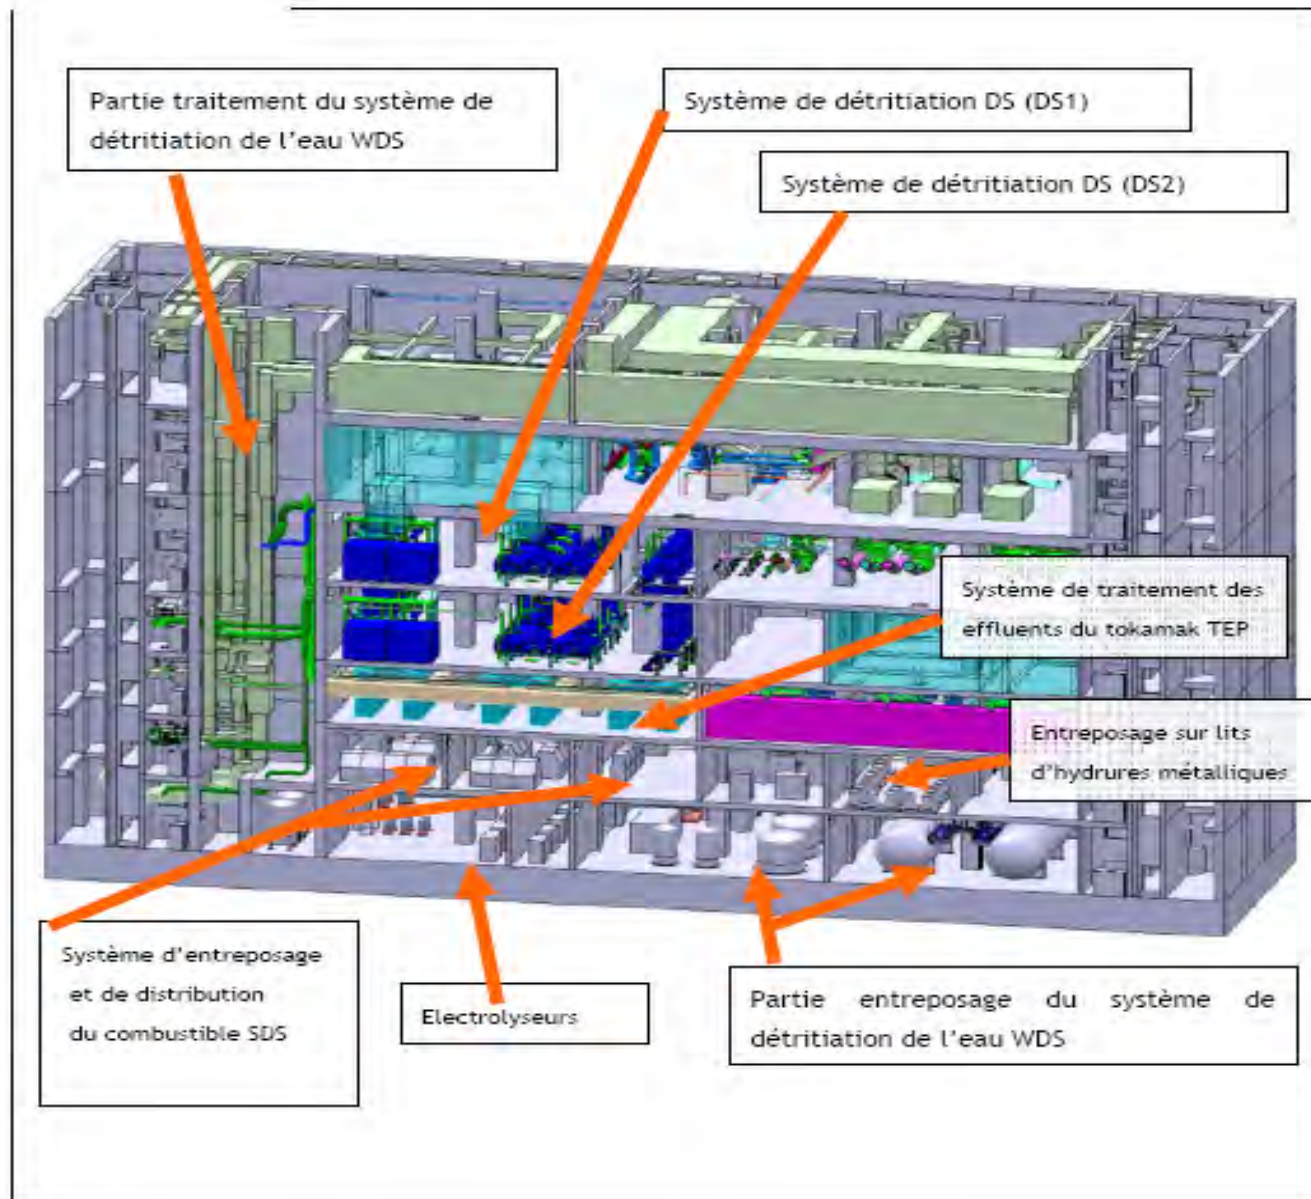 Partie traitement du système de
détritiation de l'eau WDS
Système de détritiation DS (DS1)
Système de détritiation DS (DS2)
Système de traitement des
effluents du tokamak TEP
Entreposage sur lits
d'hydrures métalliques
Système d'entreposage
et de distribution
du combustible SDS
Electrolyseurs
Partie entreposage du système de
détritiation de l'eau WDS